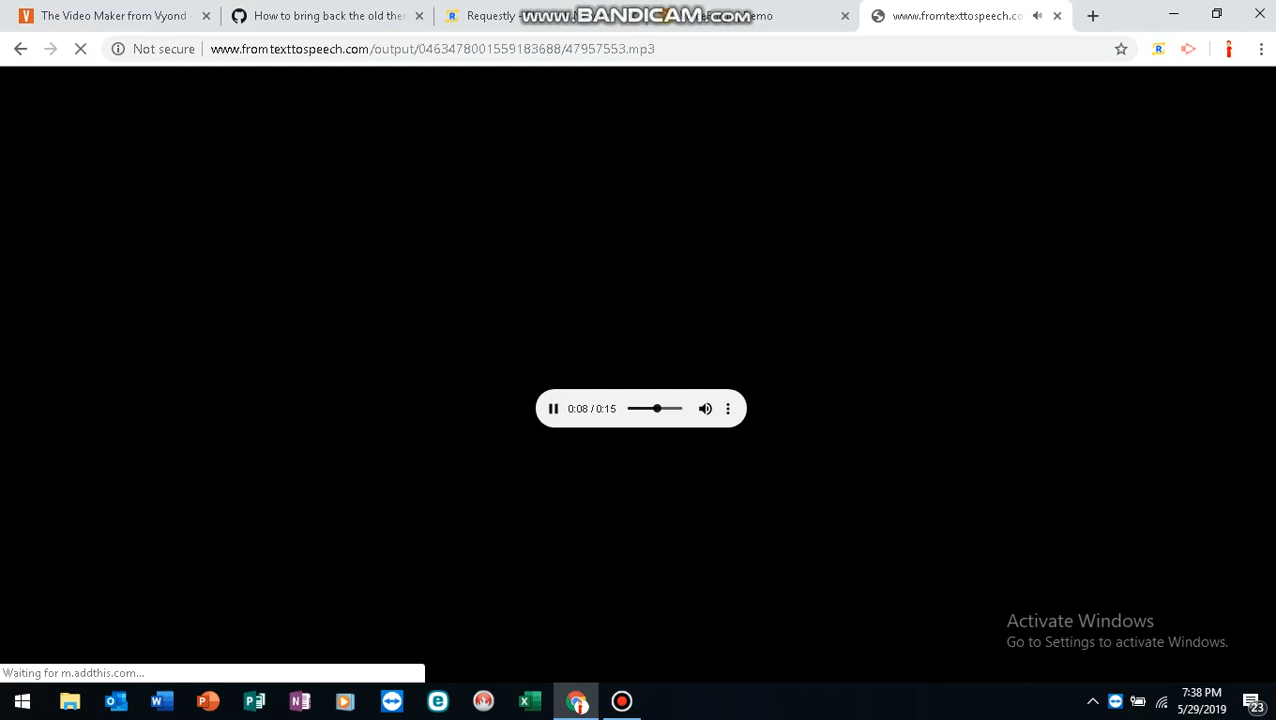 The Video Maker from Vyond
How to bring back the old the
Requestly
WWW.BANDICAM.COM
emo
www.fromtexttospeech.co
Not secure
www.fromtexttospeech.com/output/0463478001559183688/47957553.mp3
0:08 / 0:15
Activate Windows
Go to Settings to activate Windows.
Waiting for m.addthis.com...
7:38 PM
5/29/2019
23